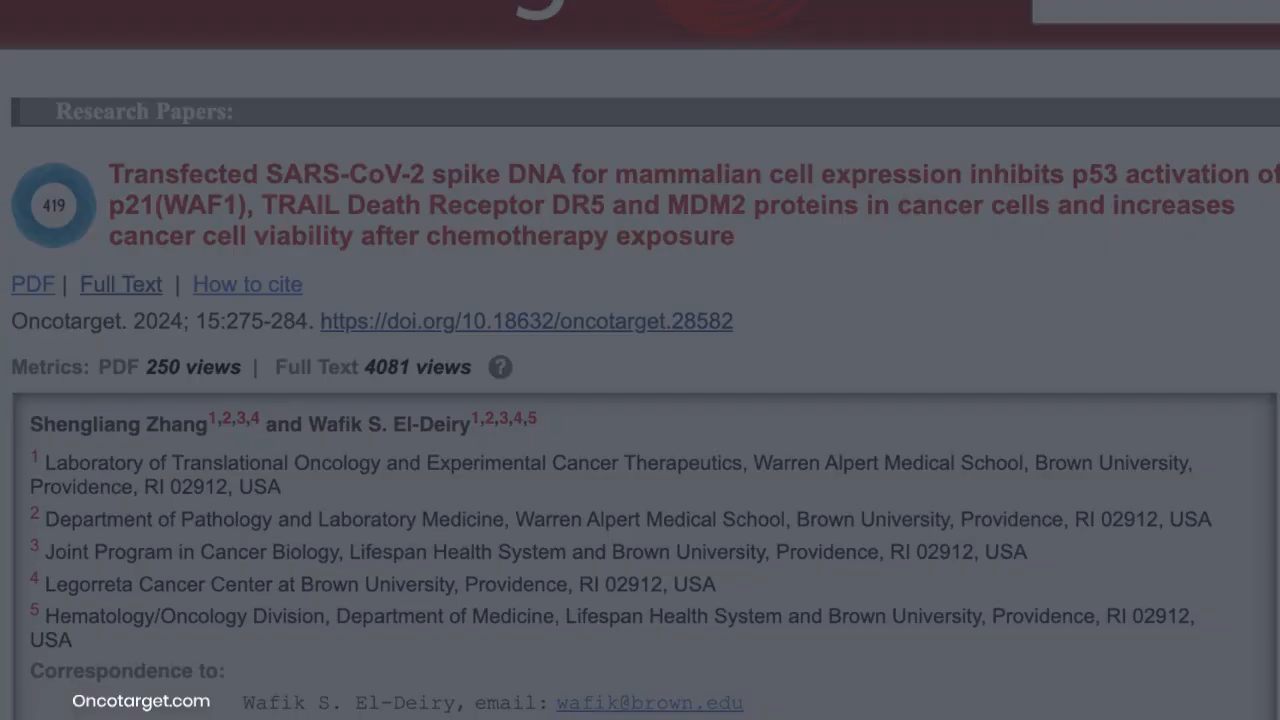 Research Papers:
419
Transfected SARS-CoV-2 spike DNA for mammalian cell expression inhibits p53 activation of
p21(WAF1), TRAIL Death Receptor DR5 and MDM2 proteins in cancer cells and increases
cancer cell viability after chemotherapy exposure
PDF | Full Text | How to cite
Oncotarget. 2024; 15:275-284. https://doi.org/10.18632/oncotarget.28582
Metrics: PDF 250 views | Full Text 4081 views ?
Shengliang Zhang1,2,3,4 and Wafik S. El-Deiry1,2,3,4,5
1 Laboratory of Translational Oncology and Experimental Cancer Therapeutics, Warren Alpert Medical School, Brown University,
Providence, RI 02912, USA
2 Department of Pathology and Laboratory Medicine, Warren Alpert Medical School, Brown University, Providence, RI 02912, USA
3 Joint Program in Cancer Biology, Lifespan Health System and Brown University, Providence, RI 02912, USA
4 Legorreta Cancer Center at Brown University, Providence, RI 02912, USA
5 Hematology/Oncology Division, Department of Medicine, Lifespan Health System and Brown University, Providence, RI 02912,
USA
Correspondence to:
Wafik S. El-Deiry, email: wafik@brown.edu
Oncotarget.com